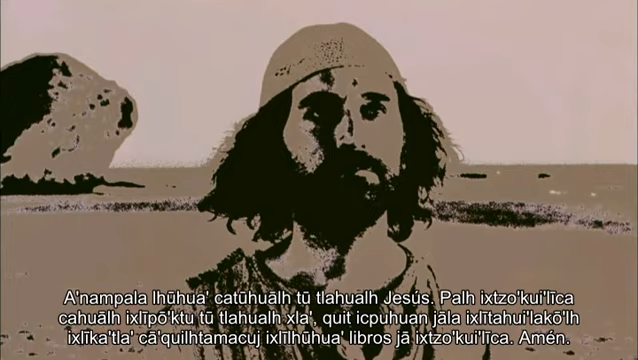 A'nampala lhūhua' catūhuālh tū tlahualh Jesús. Palh ixtzo'kui'līca
cahuālh ixlīpō'ktu tū tlahualh xla', quit icpuhuan jāla ixlītahui'lakō'lh
ixlīka'tla' cā'quilhtamacuj ixlīlhūhua' libros jā ixtzo'kui'līca. Amén.